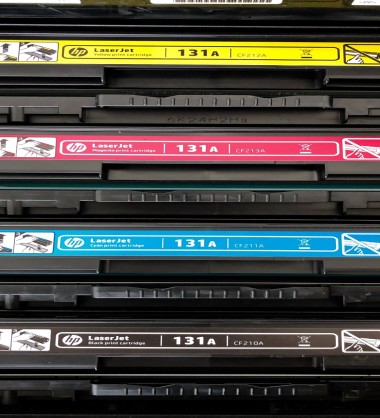 hp LaserJet 131A CF212A
Yellow print cartridge
hp LaserJet 131A CF213A
Magenta print cartridge
hp LaserJet 131A CF211A
Cyan print cartridge
hp LaserJet 131A CF210A
Black print cartridge